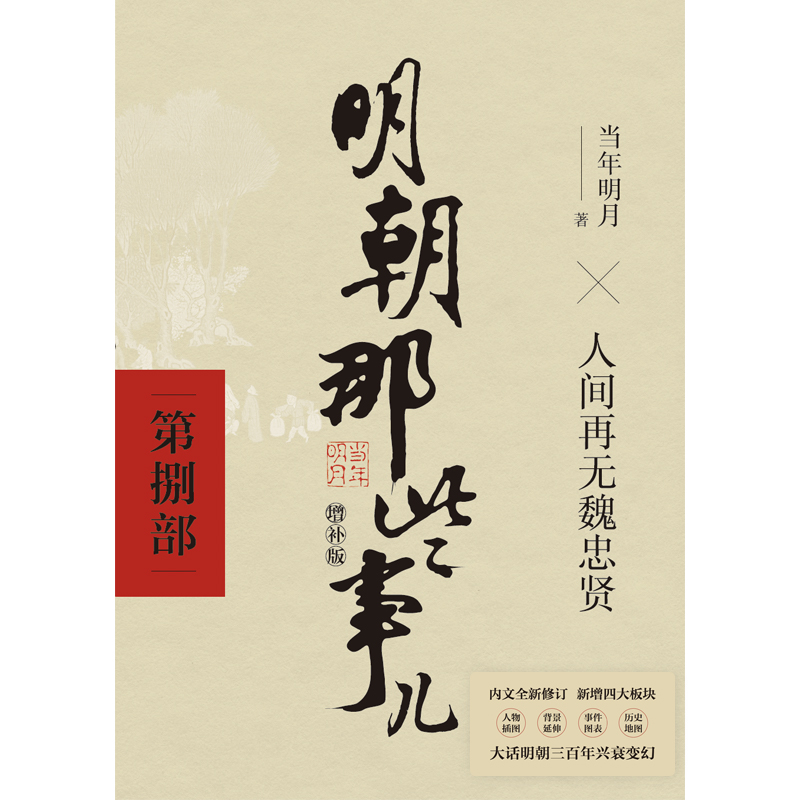 当年明月
著
人间再无魏忠贤
明朝那些事儿
当年明月
增补版
第捌部
内文全新修订 新增四大板块
人物插图
背景延伸
事件图表
历史地图
大话明朝三百年兴衰变幻